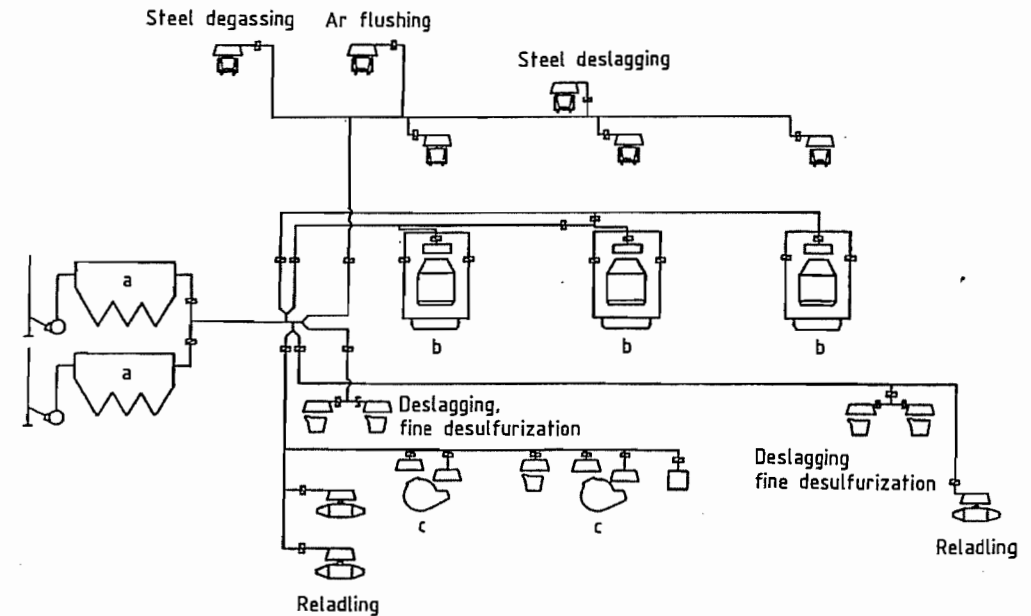 Steel degassing
Ar flushing
Steel deslagging
a
a
b
b
b
Deslagging,
fine desulfurization
Deslagging
fine desulfurization
c
c
Reladling
Reladling